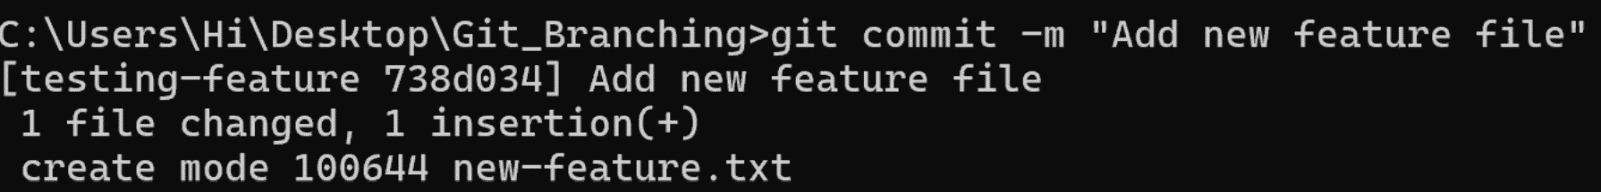 C:\Users\Hi\Desktop\Git_Branching>git commit -m "Add new feature file"
[testing-feature 738d034] Add new feature file
 1 file changed, 1 insertion(+)
 create mode 100644 new-feature.txt